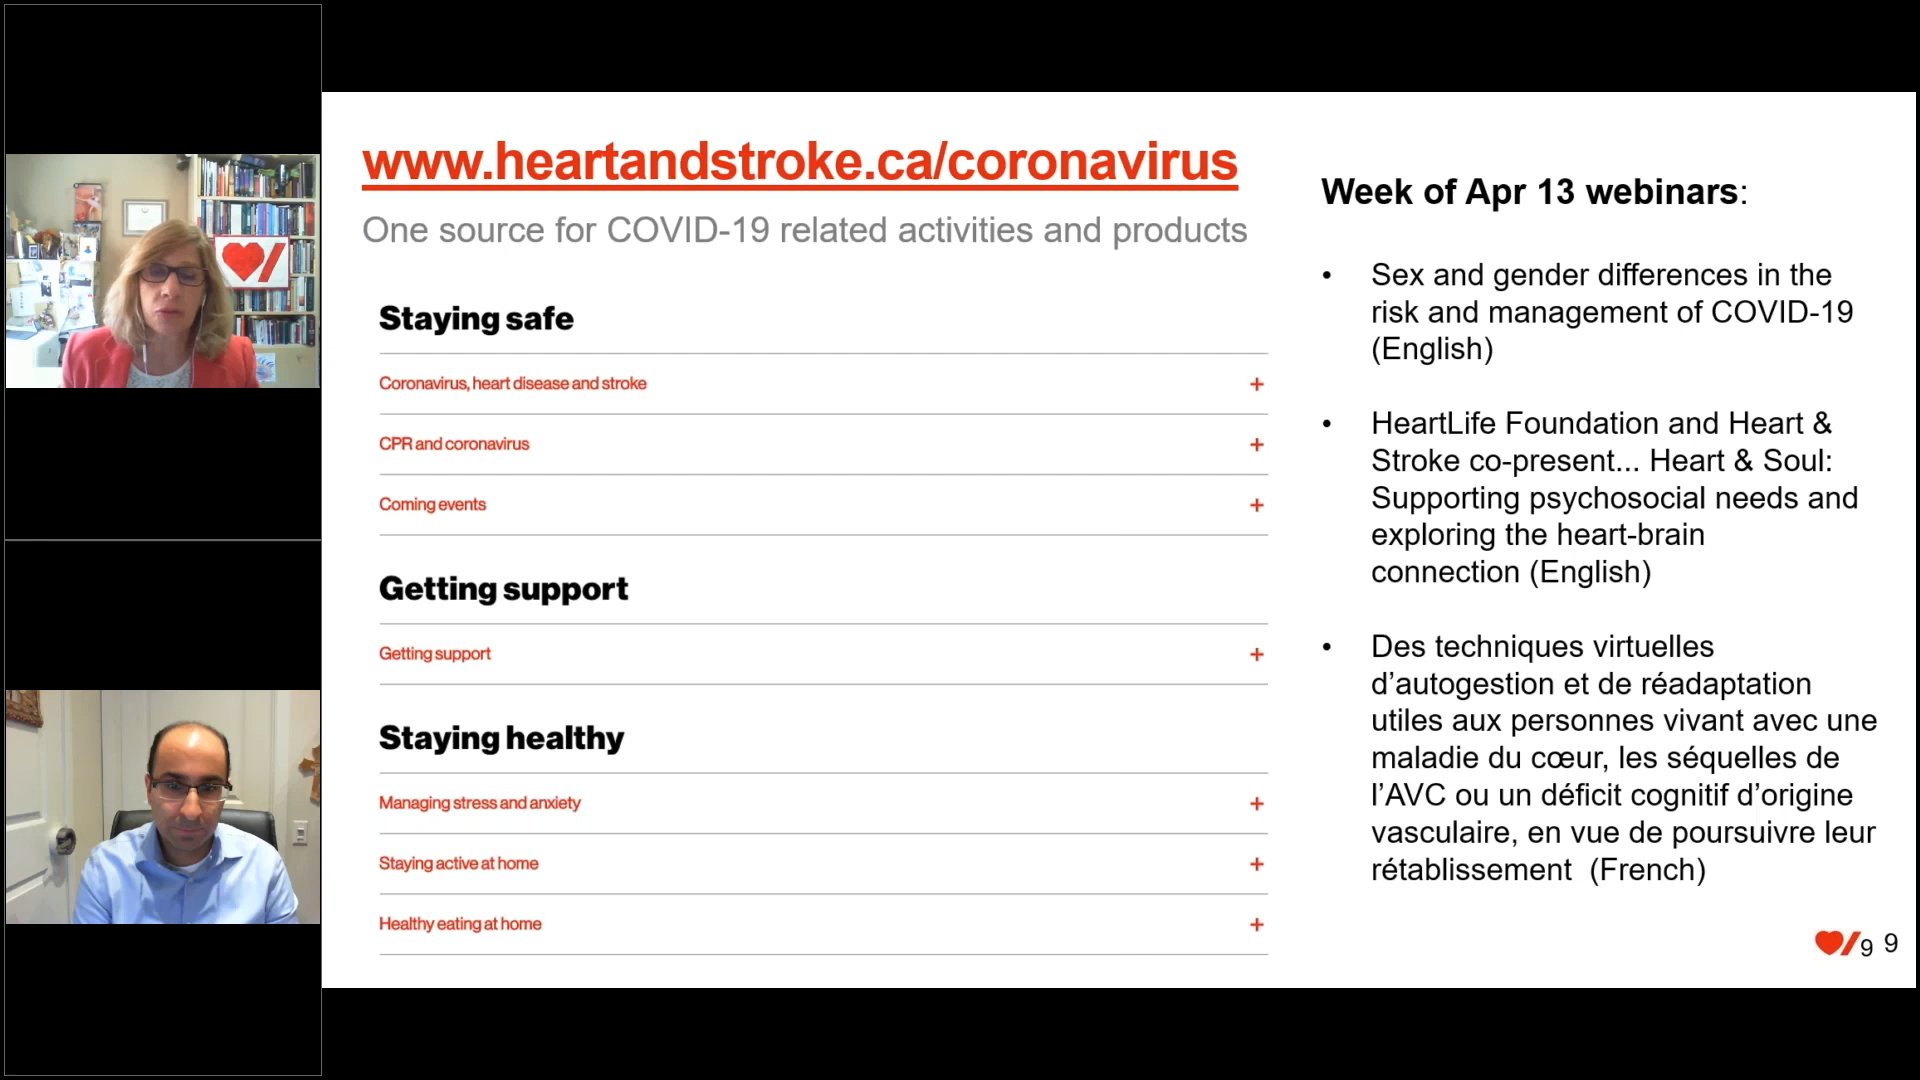 www.heartandstroke.ca/coronavirus
One source for COVID-19 related activities and products
Staying safe
Coronavirus, heart disease and stroke +
CPR and coronavirus +
Coming events +
Getting support
Getting support +
Staying healthy
Managing stress and anxiety +
Staying active at home +
Healthy eating at home +
Week of Apr 13 webinars:
• Sex and gender differences in the
risk and management of COVID-19
(English)
• HeartLife Foundation and Heart &
Stroke co-present... Heart & Soul:
Supporting psychosocial needs and
exploring the heart-brain
connection (English)
• Des techniques virtuelles
d’autogestion et de réadaptation
utiles aux personnes vivant avec une
maladie du cœur, les séquelles de
l’AVC ou un déficit cognitif d’origine
vasculaire, en vue de poursuivre leur
rétablissement  (French)
9 9